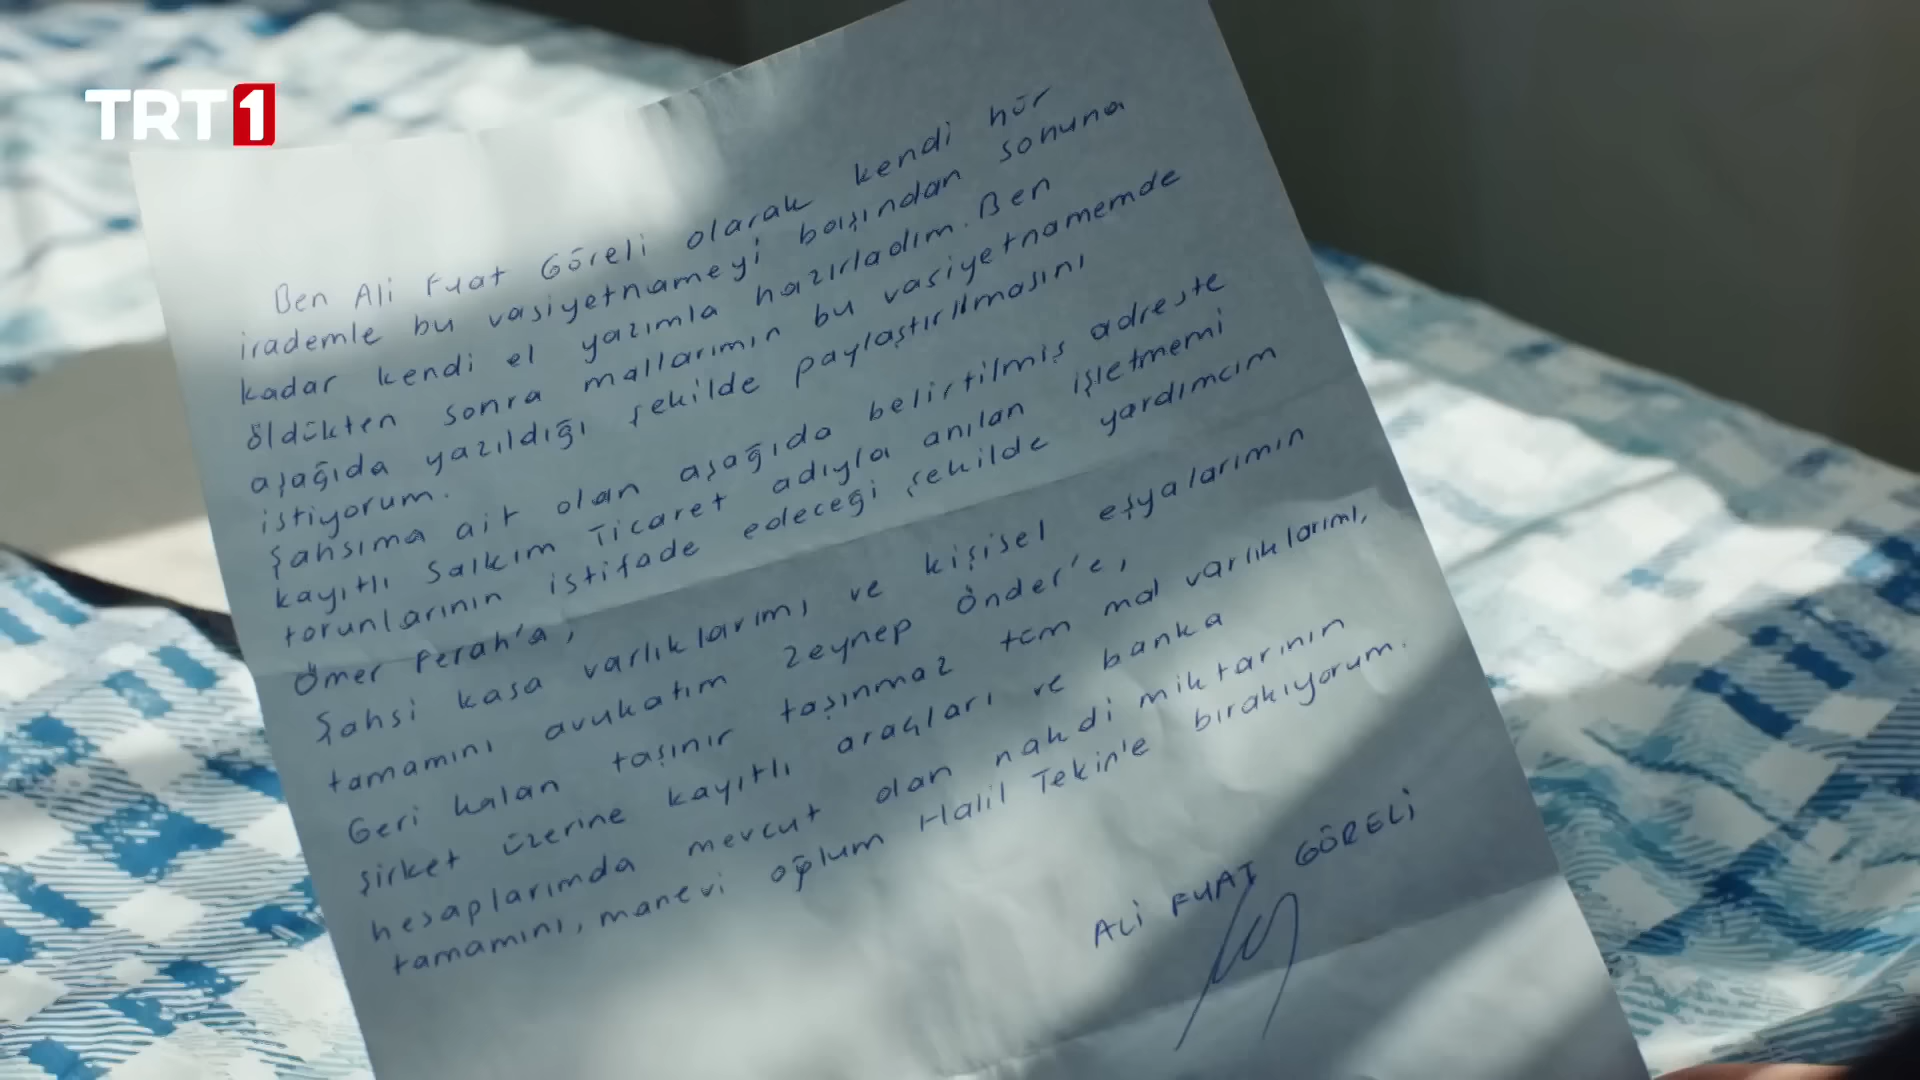 TRT 1
Ben Ali Fuat Göreli olarak kendi hür
irademle bu vasiyetnameyi başından sonuna
kadar kendi el yazımla hazırladım. Ben
öldükten sonra mallarımın bu vasiyetnamemde
aşağıda yazıldığı şekilde paylaştırılmasını
istiyorum.
Şahsıma ait olan aşağıda belirtilmiş adreste
kayıtlı Salkım Ticaret adıyla anılan işletmemi
torunlarının istifade edeceği şekilde yardımcım
Ömer Ferah'a,
Şahsi kasa varlıklarımı ve kişisel eşyalarımın
tamamını avukatım Zeynep Önder'e,
Geri kalan taşınır taşınmaz tüm mal varlıklarımı,
şirket üzerine kayıtlı araçları ve banka
hesaplarımda mevcut olan nakdi miktarının
tamamını, manevi oğlum Halil Tekin'e bırakıyorum.
ALİ FUAT GÖRELİ